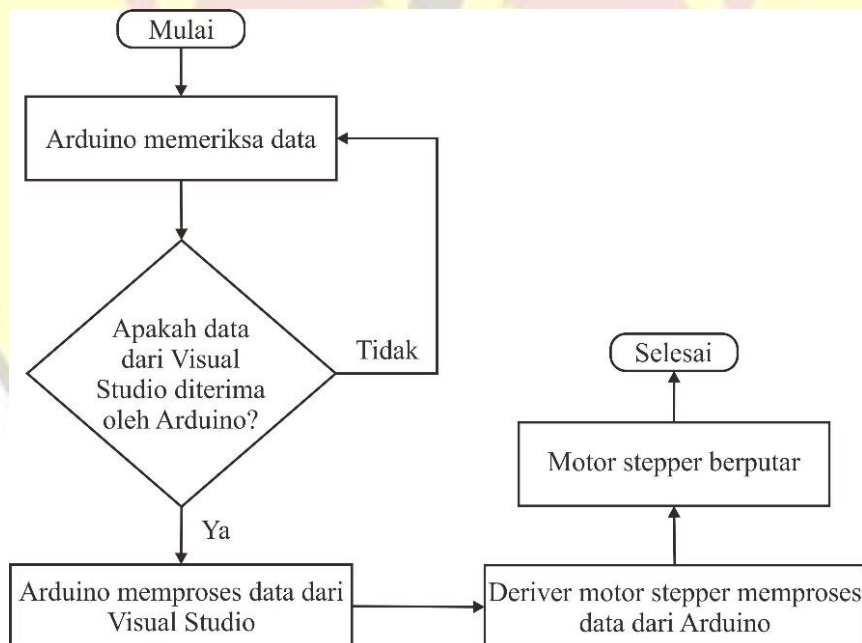 Mulai
Arduino memeriksa data
Apakah data
dari Visual
Studio diterima
oleh Arduino?
Tidak
Ya
Arduino memproses data dari
Visual Studio
Deriver motor stepper memproses
data dari Arduino
Motor stepper berputar
Selesai